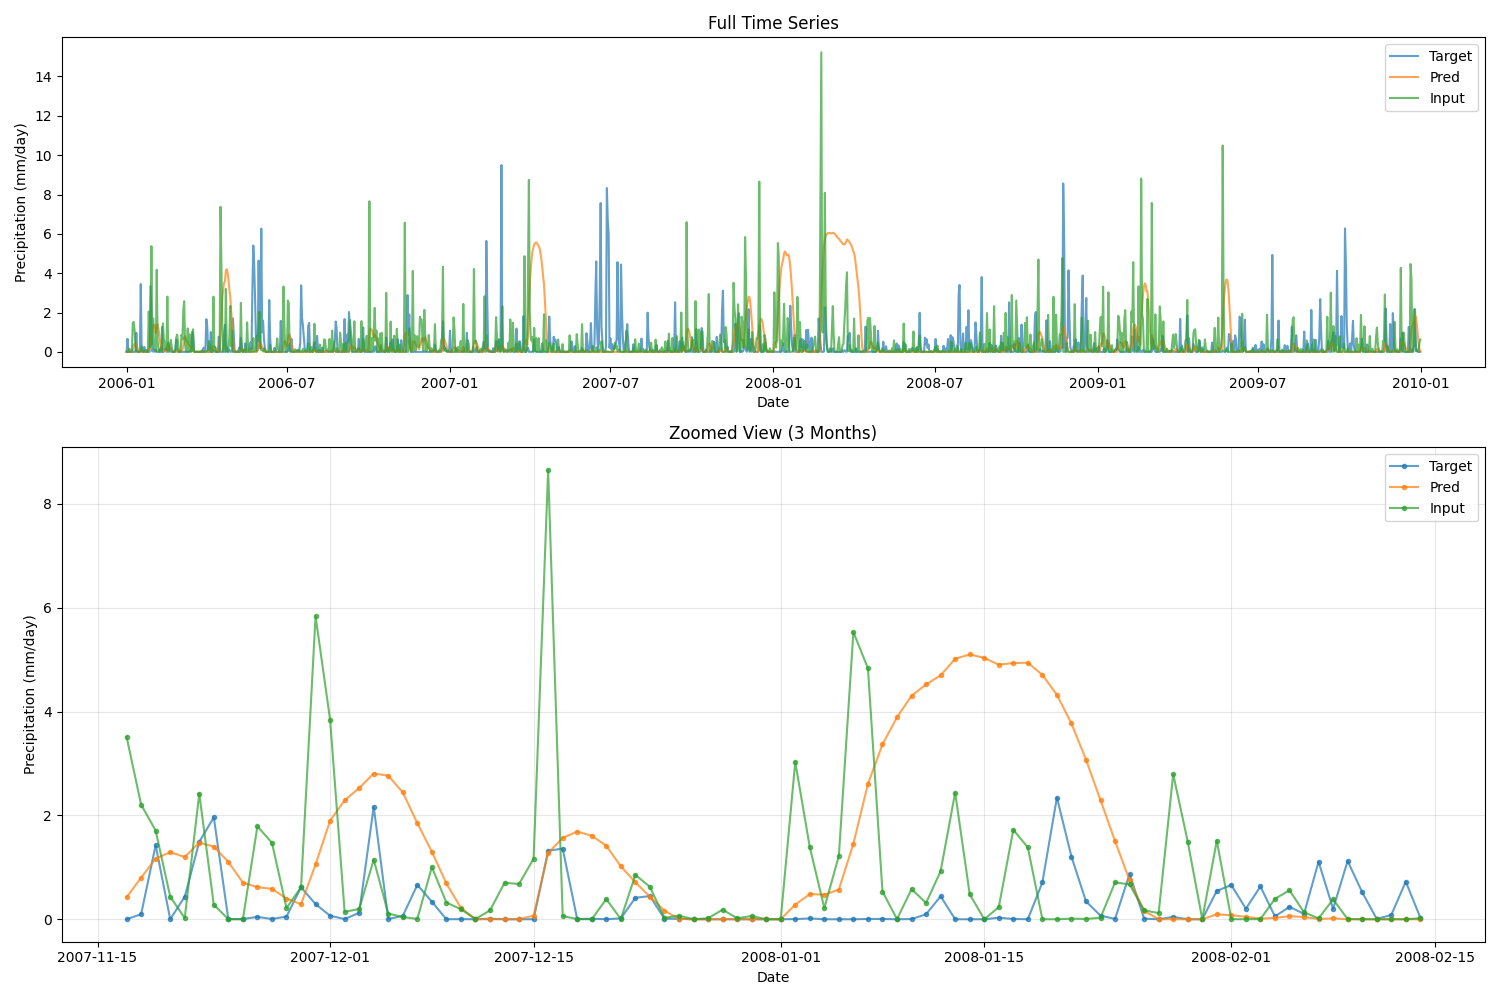 Full Time Series
Precipitation (mm/day)
14
12
10
8
6
4
2
0
Target
Pred
Input
2006-01
2006-07
2007-01
2007-07
2008-01
2008-07
2009-01
2009-07
2010-01
Date
Zoomed View (3 Months)
Precipitation (mm/day)
8
6
4
2
0
Target
Pred
Input
2007-11-15
2007-12-01
2007-12-15
2008-01-01
2008-01-15
2008-02-01
2008-02-15
Date